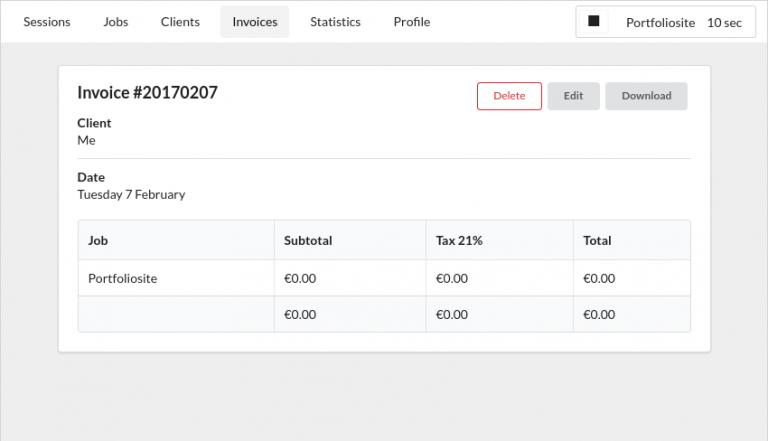 Sessions Jobs Clients Invoices Statistics Profile Portfoliosite 10 sec
Invoice #20170207 Delete Edit Download
Client
Me
Date
Tuesday 7 February
Job Subtotal Tax 21% Total
Portfoliosite €0.00 €0.00 €0.00
€0.00 €0.00 €0.00